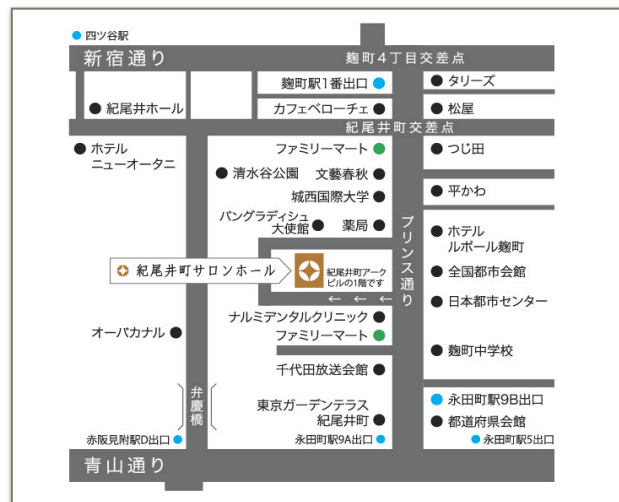 四ツ谷駅
新宿通り
麹町4丁目交差点
麹町駅1番出口
タリーズ
紀尾井ホール
カフェベローチェ
松屋
紀尾井町交差点
ホテル
ニューオータニ
ファミリーマート
つじ田
清水谷公園
文藝春秋
城西国際大学
平かわ
バングラディシュ
大使館
薬局
プリンス通り
ホテル
ルポール麹町
紀尾井町サロンホール
紀尾井町アーク
ビルの1階です
全国都市会館
← ← ←
日本都市センター
ナルミデンタルクリニック
オーバカナル
ファミリーマート
麹町中学校
千代田放送会館
弁慶橋
東京ガーデンテラス
紀尾井町
永田町駅9B出口
都道府県会館
赤阪見附駅D出口
永田町駅9A出口
永田町駅5出口
青山通り